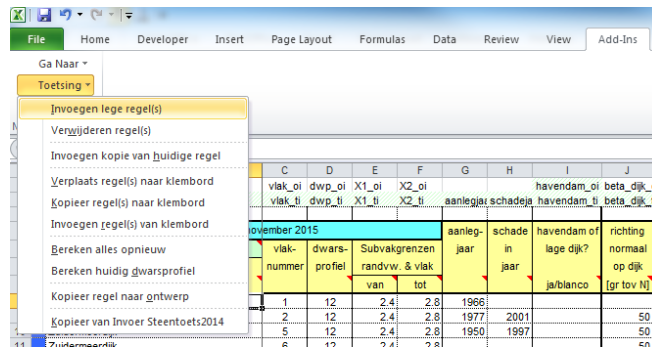 File Home Developer Insert Page Layout Formulas Data Review View Add-Ins
Ga Naar
Toetsing
Invoegen lege regel(s)
Verwijderen regel(s)
Invoegen kopie van huidige regel
Verplaats regel(s) naar klembord
Kopieer regel(s) naar klembord
Invoegen regel(s) van klembord
Bereken alles opnieuw
Bereken huidig dwarsprofiel
Kopieer regel naar ontwerp
Kopieer van Invoer Steentoets2014
C D E F G H I J
vlak_oi dwp_oi X1_oi X2_oi havendam_oi beta_dijk_
vlak_ti dwp_ti X1_ti X2_ti aanlegjaa schadeja havendam_ti beta_dijk_
november 2015 aanleg- schade havendam of richting
vlak- dwars- Subvakgrenzen jaar in lage dijk? normaal
nummer profiel randvw. & vlak jaar op dijk
van tot ja/blanco [gr tov N]
1 12 2.4 2.8 1966
2 12 2.4 2.8 1977 2001 50
5 12 2.4 2.8 1950 1997 50
11 Zuidermeerdijk 6 12 2.4 2.8 50